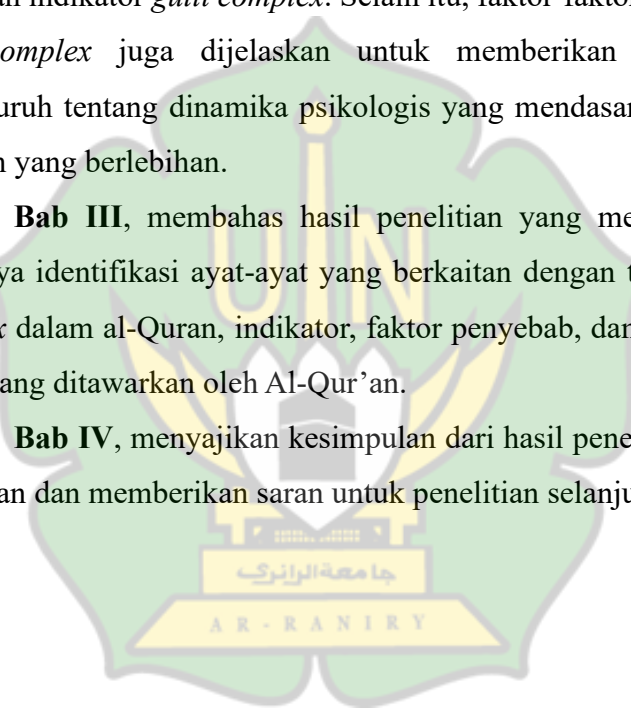 an indikator guilt complex. Selain itu, faktor-faktor
omplex juga dijelaskan untuk memberikan
uruh tentang dinamika psikologis yang mendasar
n yang berlebihan.
Bab III, membahas hasil penelitian yang me
ya identifikasi ayat-ayat yang berkaitan dengan t
x dalam al-Quran, indikator, faktor penyebab, dan
ang ditawarkan oleh Al-Qur’an.
Bab IV, menyajikan kesimpulan dari hasil pene
an dan memberikan saran untuk penelitian selanju
UIN
جامعة الرانري
AR-RANIRY